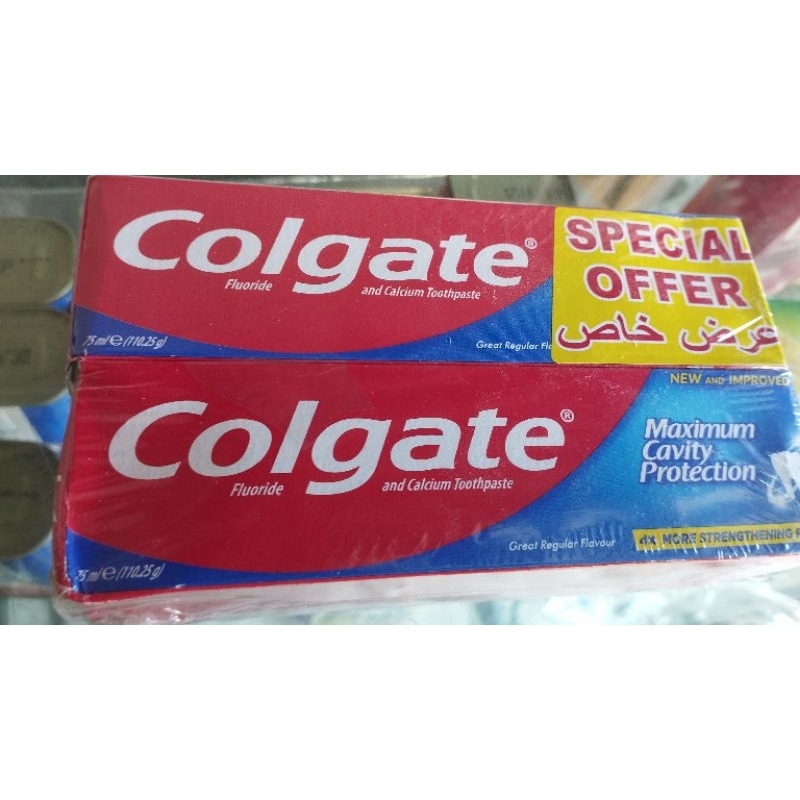 Colgate®
Fluoride and Calcium Toothpaste
75 ml ℮ (110.25 g)
Great Regular
SPECIAL
OFFER
عرض خاص
NEW AND IMPROVED
Colgate®
Fluoride and Calcium Toothpaste
Maximum
Cavity
Protection
75 ml ℮ (110.25 g)
Great Regular Flavour
4X MORE STRENGTHENING